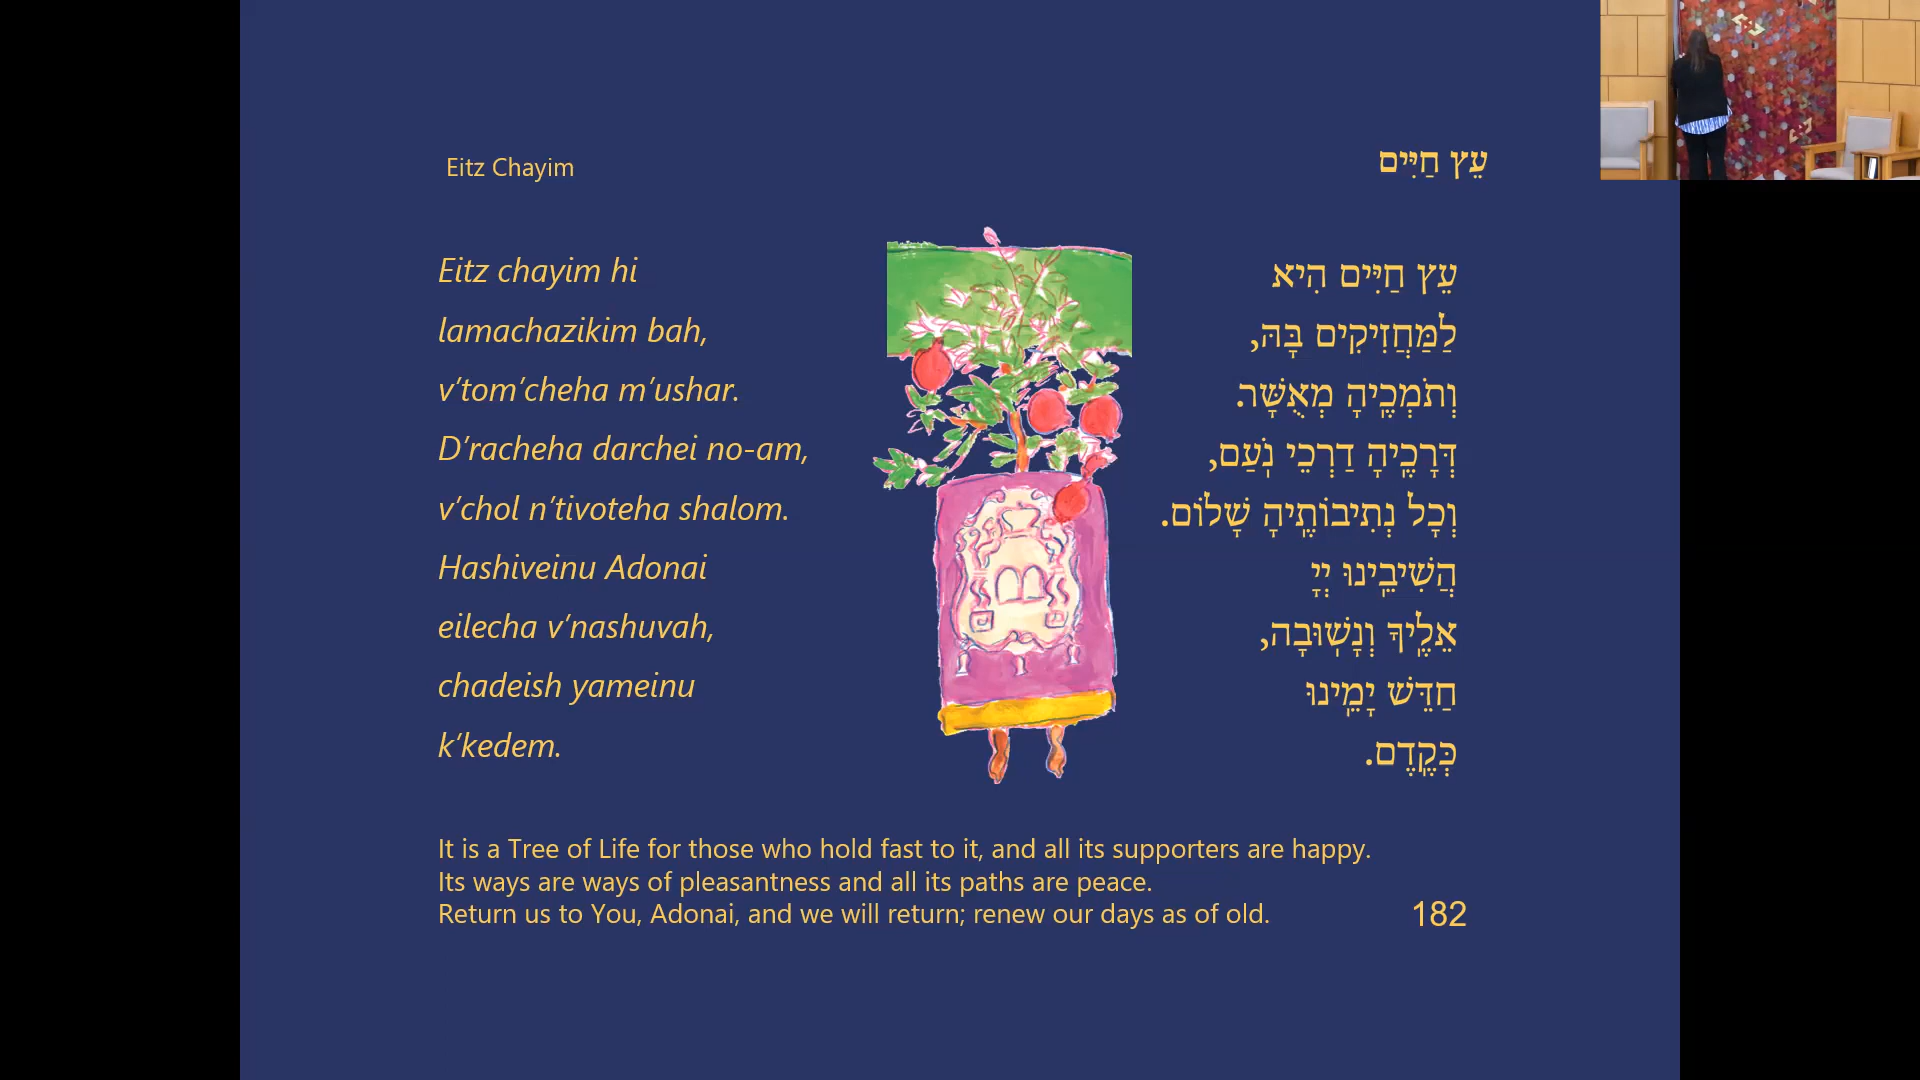 Eitz Chayim
עֵץ חַיִּים
Eitz chayim hi
lamachazikim bah,
v’tom’cheha m’ushar.
D’racheha darchei no-am,
v’chol n’tivoteha shalom.
Hashiveinu Adonai
eilecha v’nashuvah,
chadeish yameinu
k’kedem.
עֵץ חַיִּים הִיא
לַמַּחֲזִיקִים בָּהּ,
וְתֹמְכֶֽיהָ מְאֻשָּׁר.
דְּרָכֶֽיהָ דַרְכֵי נֹֽעַם,
וְכָל נְתִיבוֹתֶֽיהָ שָׁלוֹם.
הֲשִׁיבֵֽינוּ יְיָ
אֵלֶֽיךָ וְנָשֽׁוּבָה,
חַדֵּשׁ יָמֵֽינוּ
כְּקֶֽדֶם.
It is a Tree of Life for those who hold fast to it, and all its supporters are happy.
Its ways are ways of pleasantness and all its paths are peace.
Return us to You, Adonai, and we will return; renew our days as of old.
182